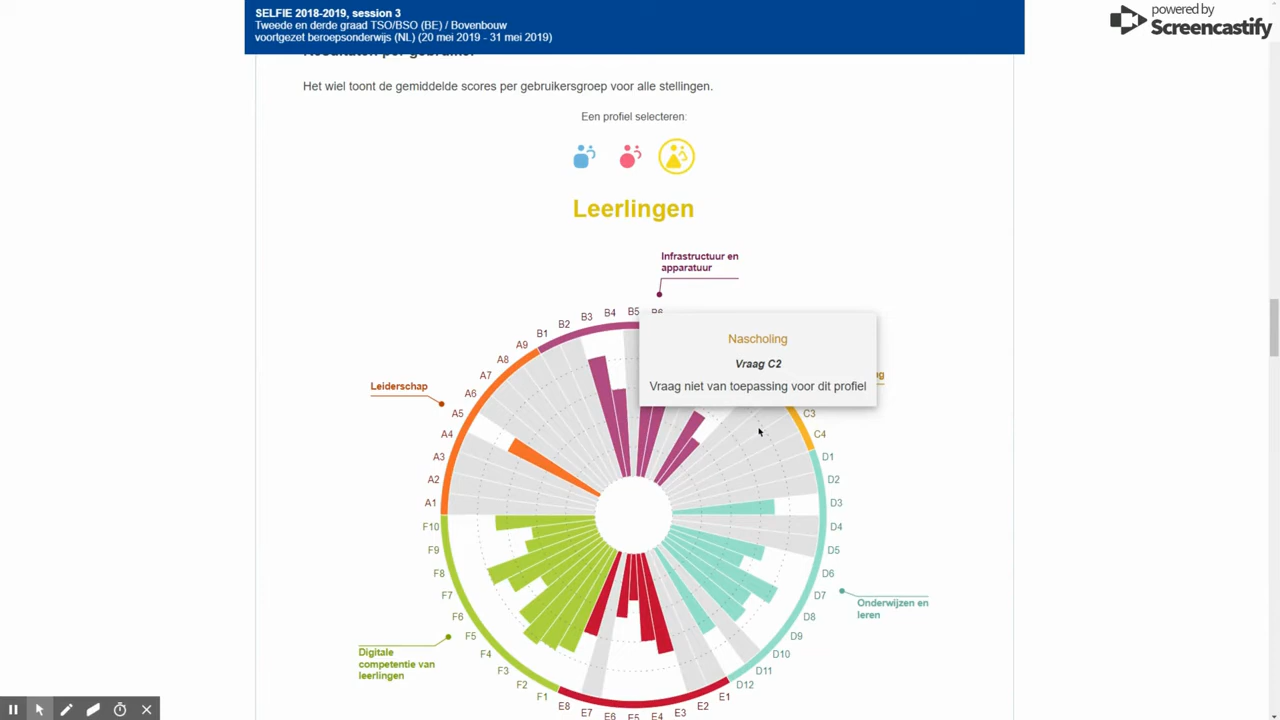 powered by
Screencastify
SELFIE 2018-2019, session 3
Tweede en derde graad TSO/BSO (BE) / Bovenbouw
voortgezet beroepsonderwijs (NL) (20 mei 2019 - 31 mei 2019)
Resultaten per gebruiker
Het wiel toont de gemiddelde scores per gebruikersgroep voor alle stellingen.
Een profiel selecteren:
Leerlingen
Infrastructuur en
apparatuur
Nascholing
Vraag C2
Vraag niet van toepassing voor dit profiel
Leiderschap
Onderwijzen en
leren
Digitale
competentie van
leerlingen
A1
A2
A3
A4
A5
A6
A7
A8
A9
B1
B2
B3
B4
B5
B6
C3
C4
D1
D2
D3
D4
D5
D6
D7
D8
D9
D10
D11
D12
E1
E2
E3
E4
E5
E6
E7
E8
F1
F2
F3
F4
F5
F6
F7
F8
F9
F10